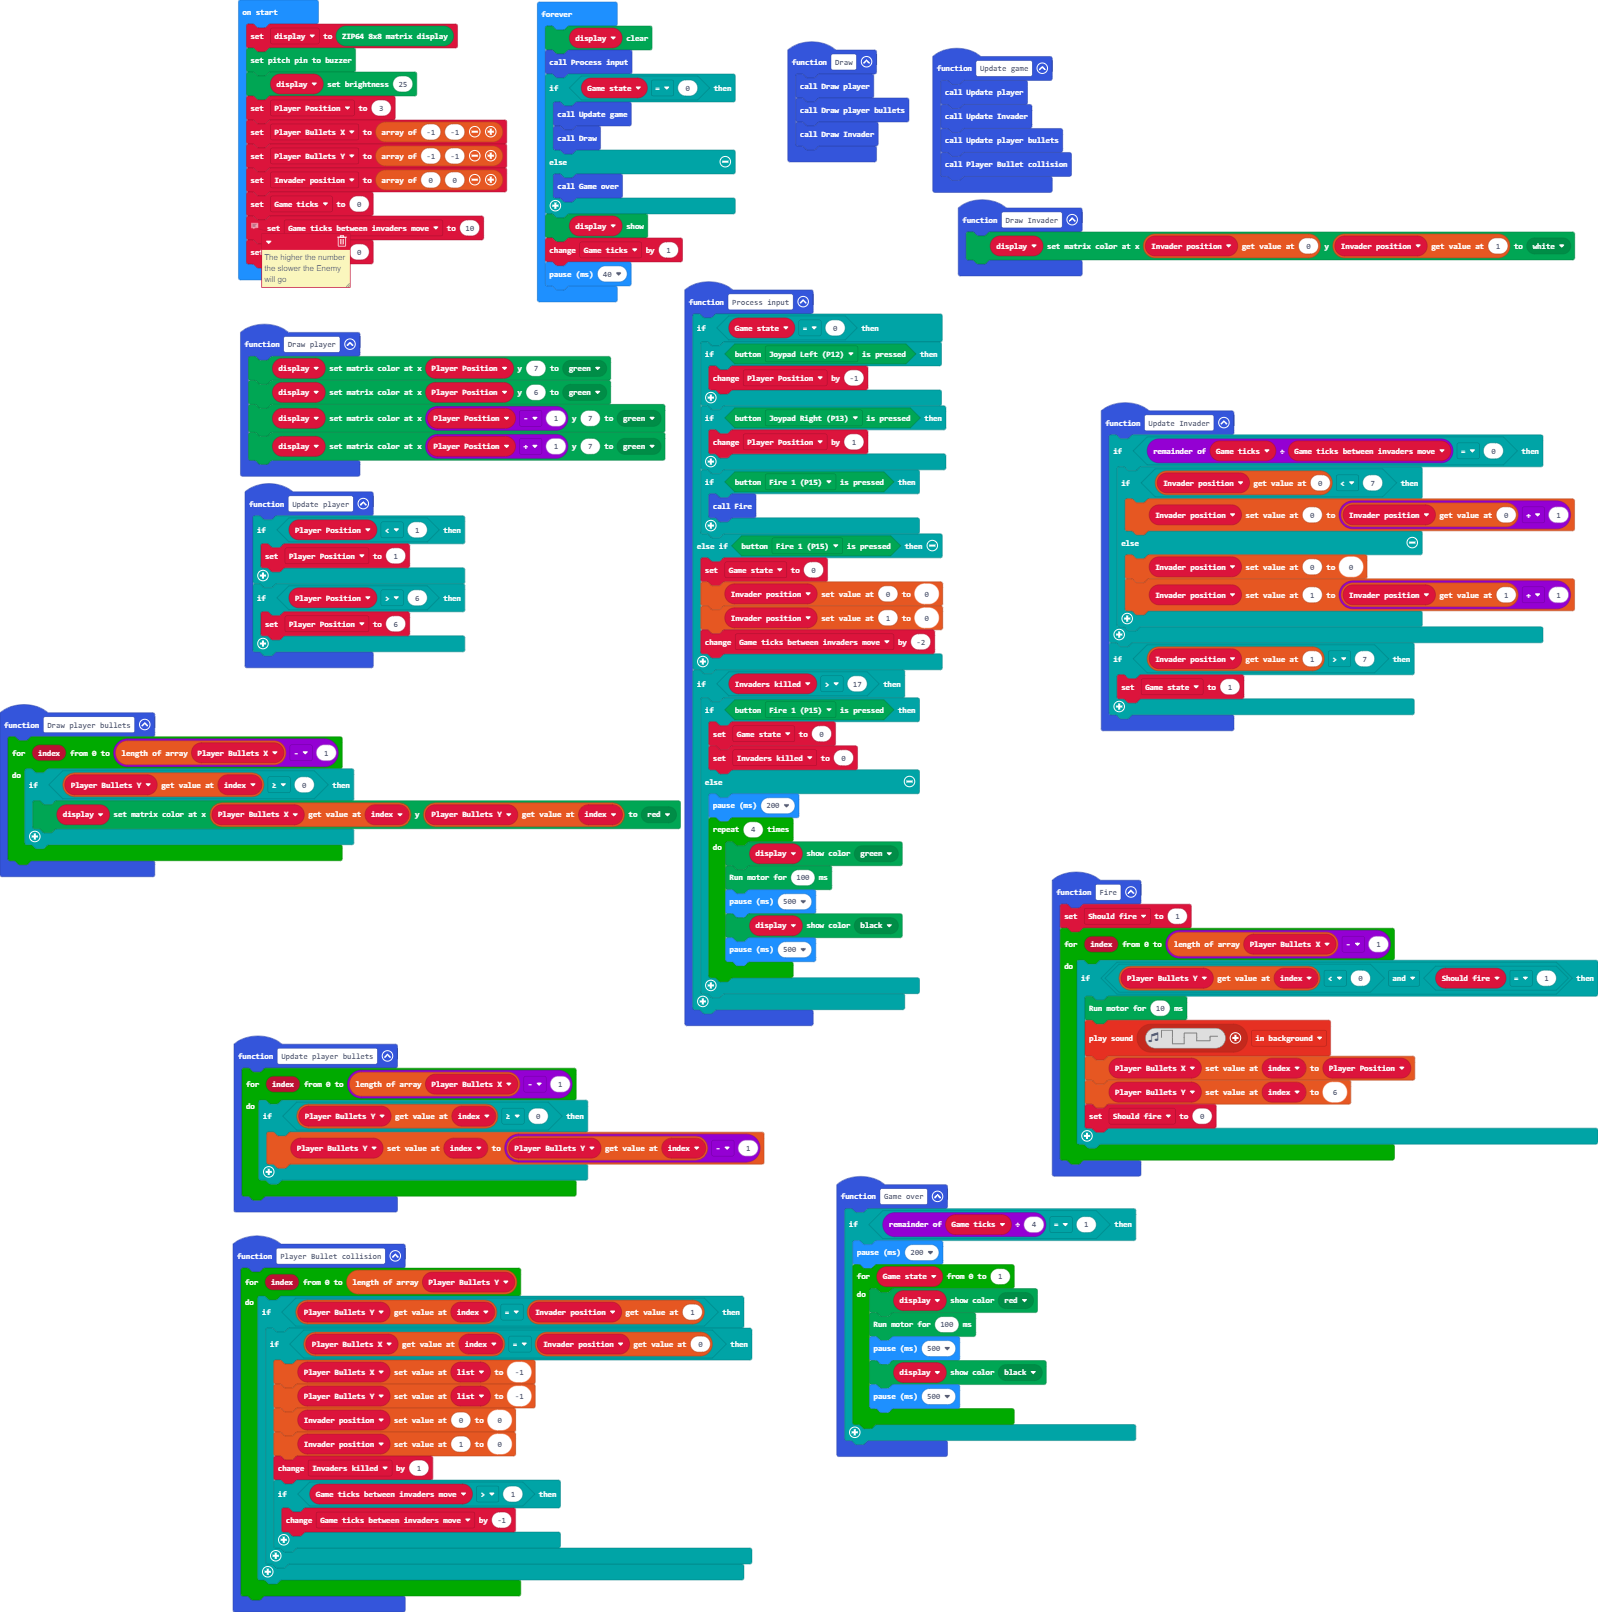 on start
set display to ZIP64 8x8 matrix display
set pitch pin to buzzer
display set brightness 25
set Player Position to 3
set Player Bullets X to array of -1 -1
set Player Bullets Y to array of -1 -1
set Invader position to array of 0 0
set Game ticks to 0
set Game ticks between invaders move to 10
set 0
The higher the number
the slower the Enemy
will go
forever
display clear
call Process input
if Game state = 0 then
call Update game
call Draw
else
call Game over
display show
change Game ticks by 1
pause (ms) 40
function Draw
call Draw player
call Draw player bullets
call Draw Invader
function Update game
call Update player
call Update Invader
call Update player bullets
call Player Bullet collision
function Draw Invader
display set matrix color at x Invader position get value at 0 y Invader position get value at 1 to white
function Draw player
display set matrix color at x Player Position y 7 to green
display set matrix color at x Player Position y 6 to green
display set matrix color at x Player Position - 1 y 7 to green
display set matrix color at x Player Position + 1 y 7 to green
function Update player
if Player Position < 1 then
set Player Position to 1
if Player Position > 6 then
set Player Position to 6
function Process input
if Game state = 0 then
if button Joypad Left (P12) is pressed then
change Player Position by -1
if button Joypad Right (P13) is pressed then
change Player Position by 1
if button Fire 1 (P15) is pressed then
call Fire
else if button Fire 1 (P15) is pressed then
set Game state to 0
Invader position set value at 0 to 0
Invader position set value at 1 to 0
change Game ticks between invaders move by -2
if Invaders killed > 17 then
if button Fire 1 (P15) is pressed then
set Game state to 0
set Invaders killed to 0
else
pause (ms) 200
repeat 4 times
do display show color green
Run motor for 100 ms
pause (ms) 500
display show color black
pause (ms) 500
function Update Invader
if remainder of Game ticks ÷ Game ticks between invaders move = 0 then
if Invader position get value at 0 < 7 then
Invader position set value at 0 to Invader position get value at 0 + 1
else
Invader position set value at 0 to 0
Invader position set value at 1 to Invader position get value at 1 + 1
if Invader position get value at 1 > 7 then
set Game state to 1
function Draw player bullets
for index from 0 to length of array Player Bullets X - 1
do if Player Bullets Y get value at index ≥ 0 then
display set matrix color at x Player Bullets X get value at index y Player Bullets Y get value at index to red
function Fire
set Should fire to 1
for index from 0 to length of array Player Bullets X - 1
do if Player Bullets Y get value at index < 0 and Should fire = 1 then
Run motor for 10 ms
play sound in background
Player Bullets X set value at index to Player Position
Player Bullets Y set value at index to 6
set Should fire to 0
function Update player bullets
for index from 0 to length of array Player Bullets X - 1
do if Player Bullets Y get value at index ≥ 0 then
Player Bullets Y set value at index to Player Bullets Y get value at index - 1
function Game over
if remainder of Game ticks ÷ 4 = 1 then
pause (ms) 200
for Game state from 0 to 1
do display show color red
Run motor for 100 ms
pause (ms) 500
display show color black
pause (ms) 500
function Player Bullet collision
for index from 0 to length of array Player Bullets Y
do if Player Bullets Y get value at index = Invader position get value at 1 then
if Player Bullets X get value at index = Invader position get value at 0 then
Player Bullets X set value at list to -1
Player Bullets Y set value at list to -1
Invader position set value at 0 to 0
Invader position set value at 1 to 0
change Invaders killed by 1
if Game ticks between invaders move > 1 then
change Game ticks between invaders move by -1